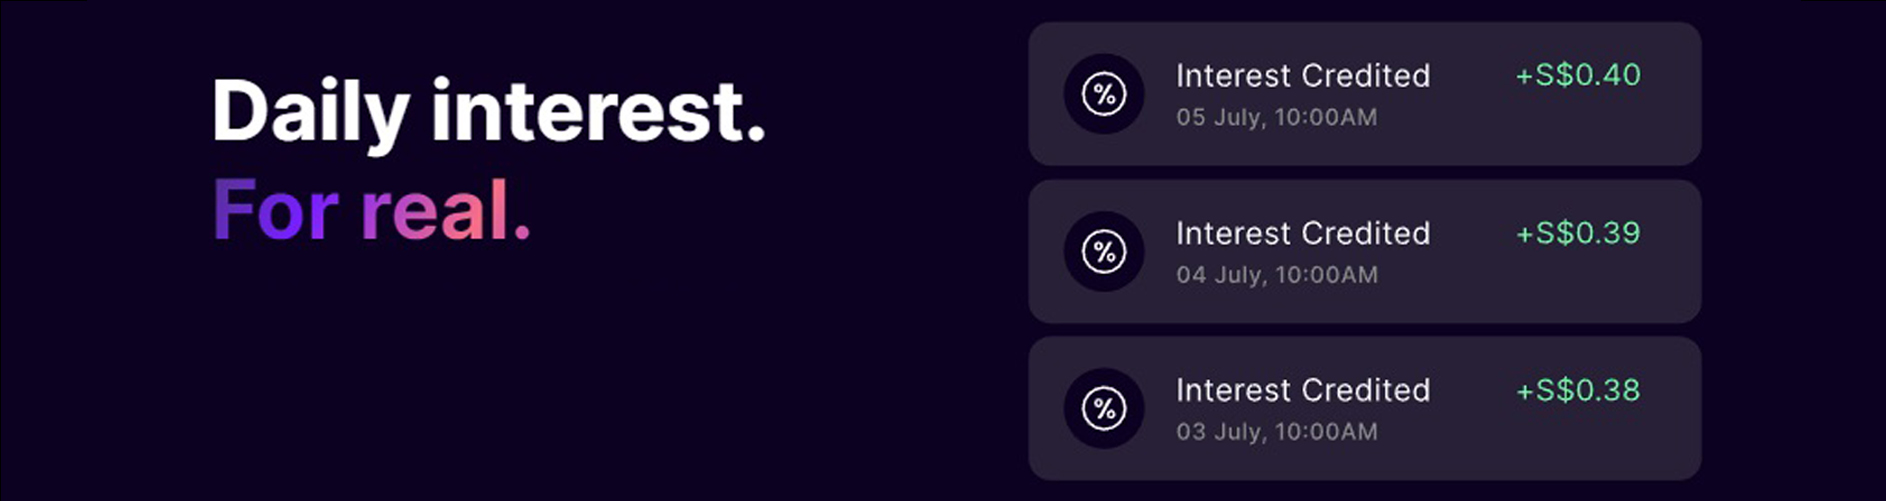 Daily interest.
For real.
Interest Credited +S$0.40
05 July, 10:00AM
Interest Credited +S$0.39
04 July, 10:00AM
Interest Credited +S$0.38
03 July, 10:00AM